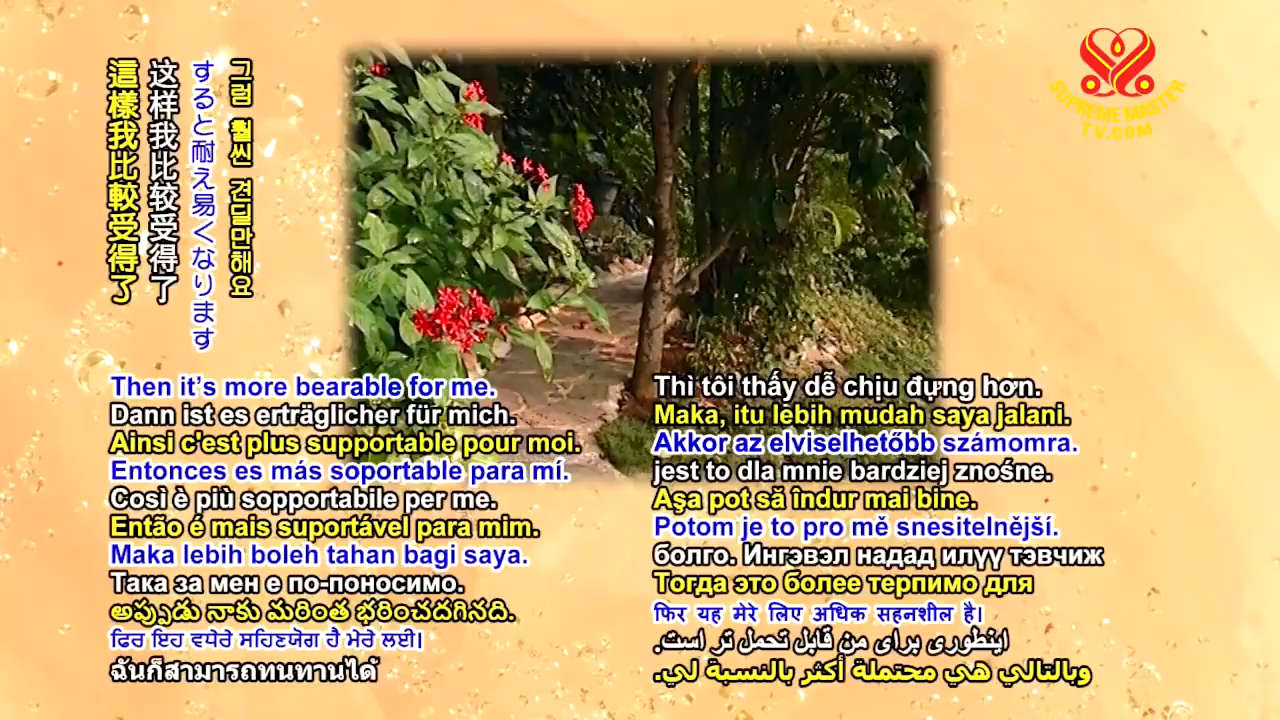 這樣我比較受得了
这样我比较受得了
すると耐え易くなります
그럼 훨씬 견딜만해요
SUPREME MASTER
TV.COM
Then it’s more bearable for me.
Dann ist es erträglicher für mich.
Ainsi c'est plus supportable pour moi.
Entonces es más soportable para mí.
Così è più sopportabile per me.
Então é mais suportável para mim.
Maka lebih boleh tahan bagi saya.
Така за мен е по-поносимо.
అప్పుడు నాకు మరింత భరించదగినది.
ਫਿਰ ਇਹ ਵਧੇਰੇ ਸਹਿਣਯੋਗ ਹੈ ਮੇਰੇ ਲਈ।
ฉันก็สามารถทนทานได้
Thì tôi thấy dễ chịu đựng hơn.
Maka, itu lebih mudah saya jalani.
Akkor az elviselhetőbb számomra.
jest to dla mnie bardziej znośne.
Aşa pot să îndur mai bine.
Potom je to pro mě snesitelnější.
болго. Ингэвэл надад илүү тэвчиж
Тогда это более терпимо для
फिर यह मेरे लिए अधिक सहनशील है।
اینطوری برای من قابل تحمل تر است.
وبالتالي هي محتملة أكثر بالنسبة لي.